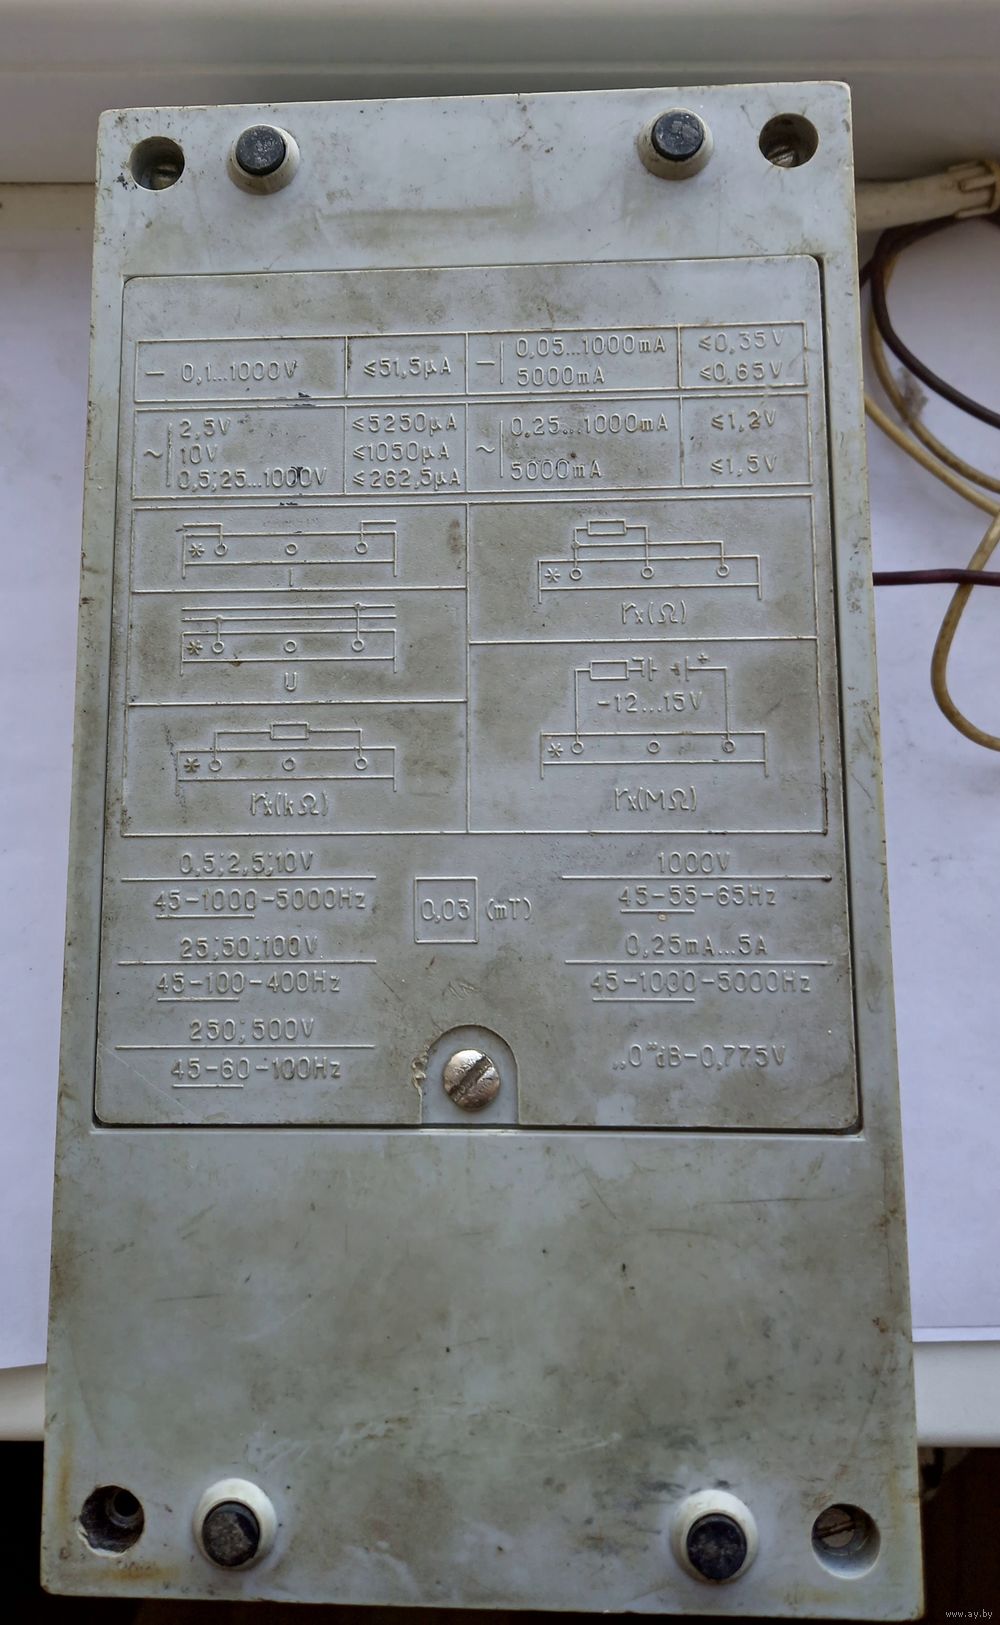 – 0,1...1000V ≤51,5μA – 0,05...1000mA ≤0,35V
5000mA ≤0,65V
~ 2,5V ≤5250μA ~ 0,25...1000mA ≤1,2V
10V ≤1050μA
0,5;25...1000V ≤262,5μA 5000mA ≤1,5V
*
I
*
rx(Ω)
*
U
-12...15V
*
rx(kΩ)
*
rx(MΩ)
0,5;2,5;10V
45-1000-5000Hz
25;50;100V
45-100-400Hz
250;500V
45-60-100Hz
0,03 (mT)
1000V
45-55-65Hz
0,25mA...5A
45-1000-5000Hz
„0"dB-0,775V
www.ay.by